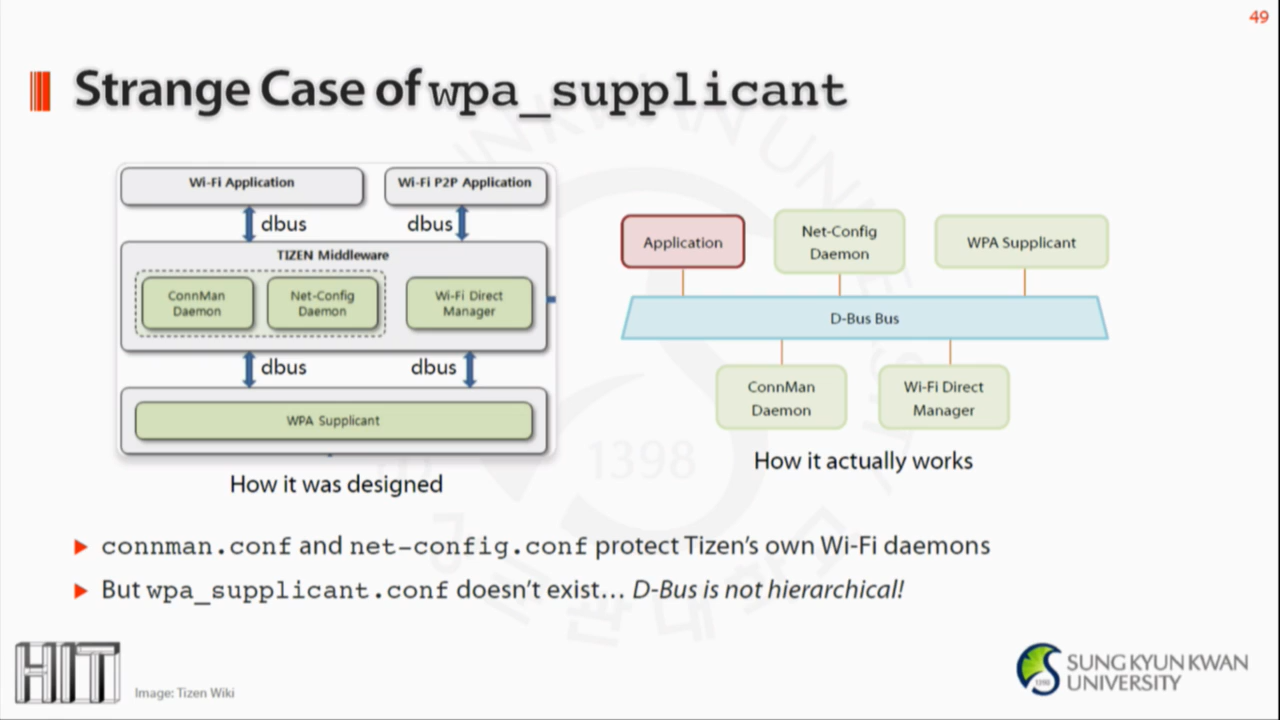 49
Strange Case of wpa_supplicant
Wi-Fi Application
Wi-Fi P2P Application
dbus
dbus
TIZEN Middleware
ConnMan
Daemon
Net-Config
Daemon
Wi-Fi Direct
Manager
dbus
dbus
WPA Supplicant
How it was designed
Application
Net-Config
Daemon
WPA Supplicant
D-Bus Bus
ConnMan
Daemon
Wi-Fi Direct
Manager
How it actually works
1398
connman.conf and net-config.conf protect Tizen's own Wi-Fi daemons
But wpa_supplicant.conf doesn't exist... D-Bus is not hierarchical!
HIT
Image: Tizen Wiki
1398
SUNG KYUN KWAN
UNIVERSITY